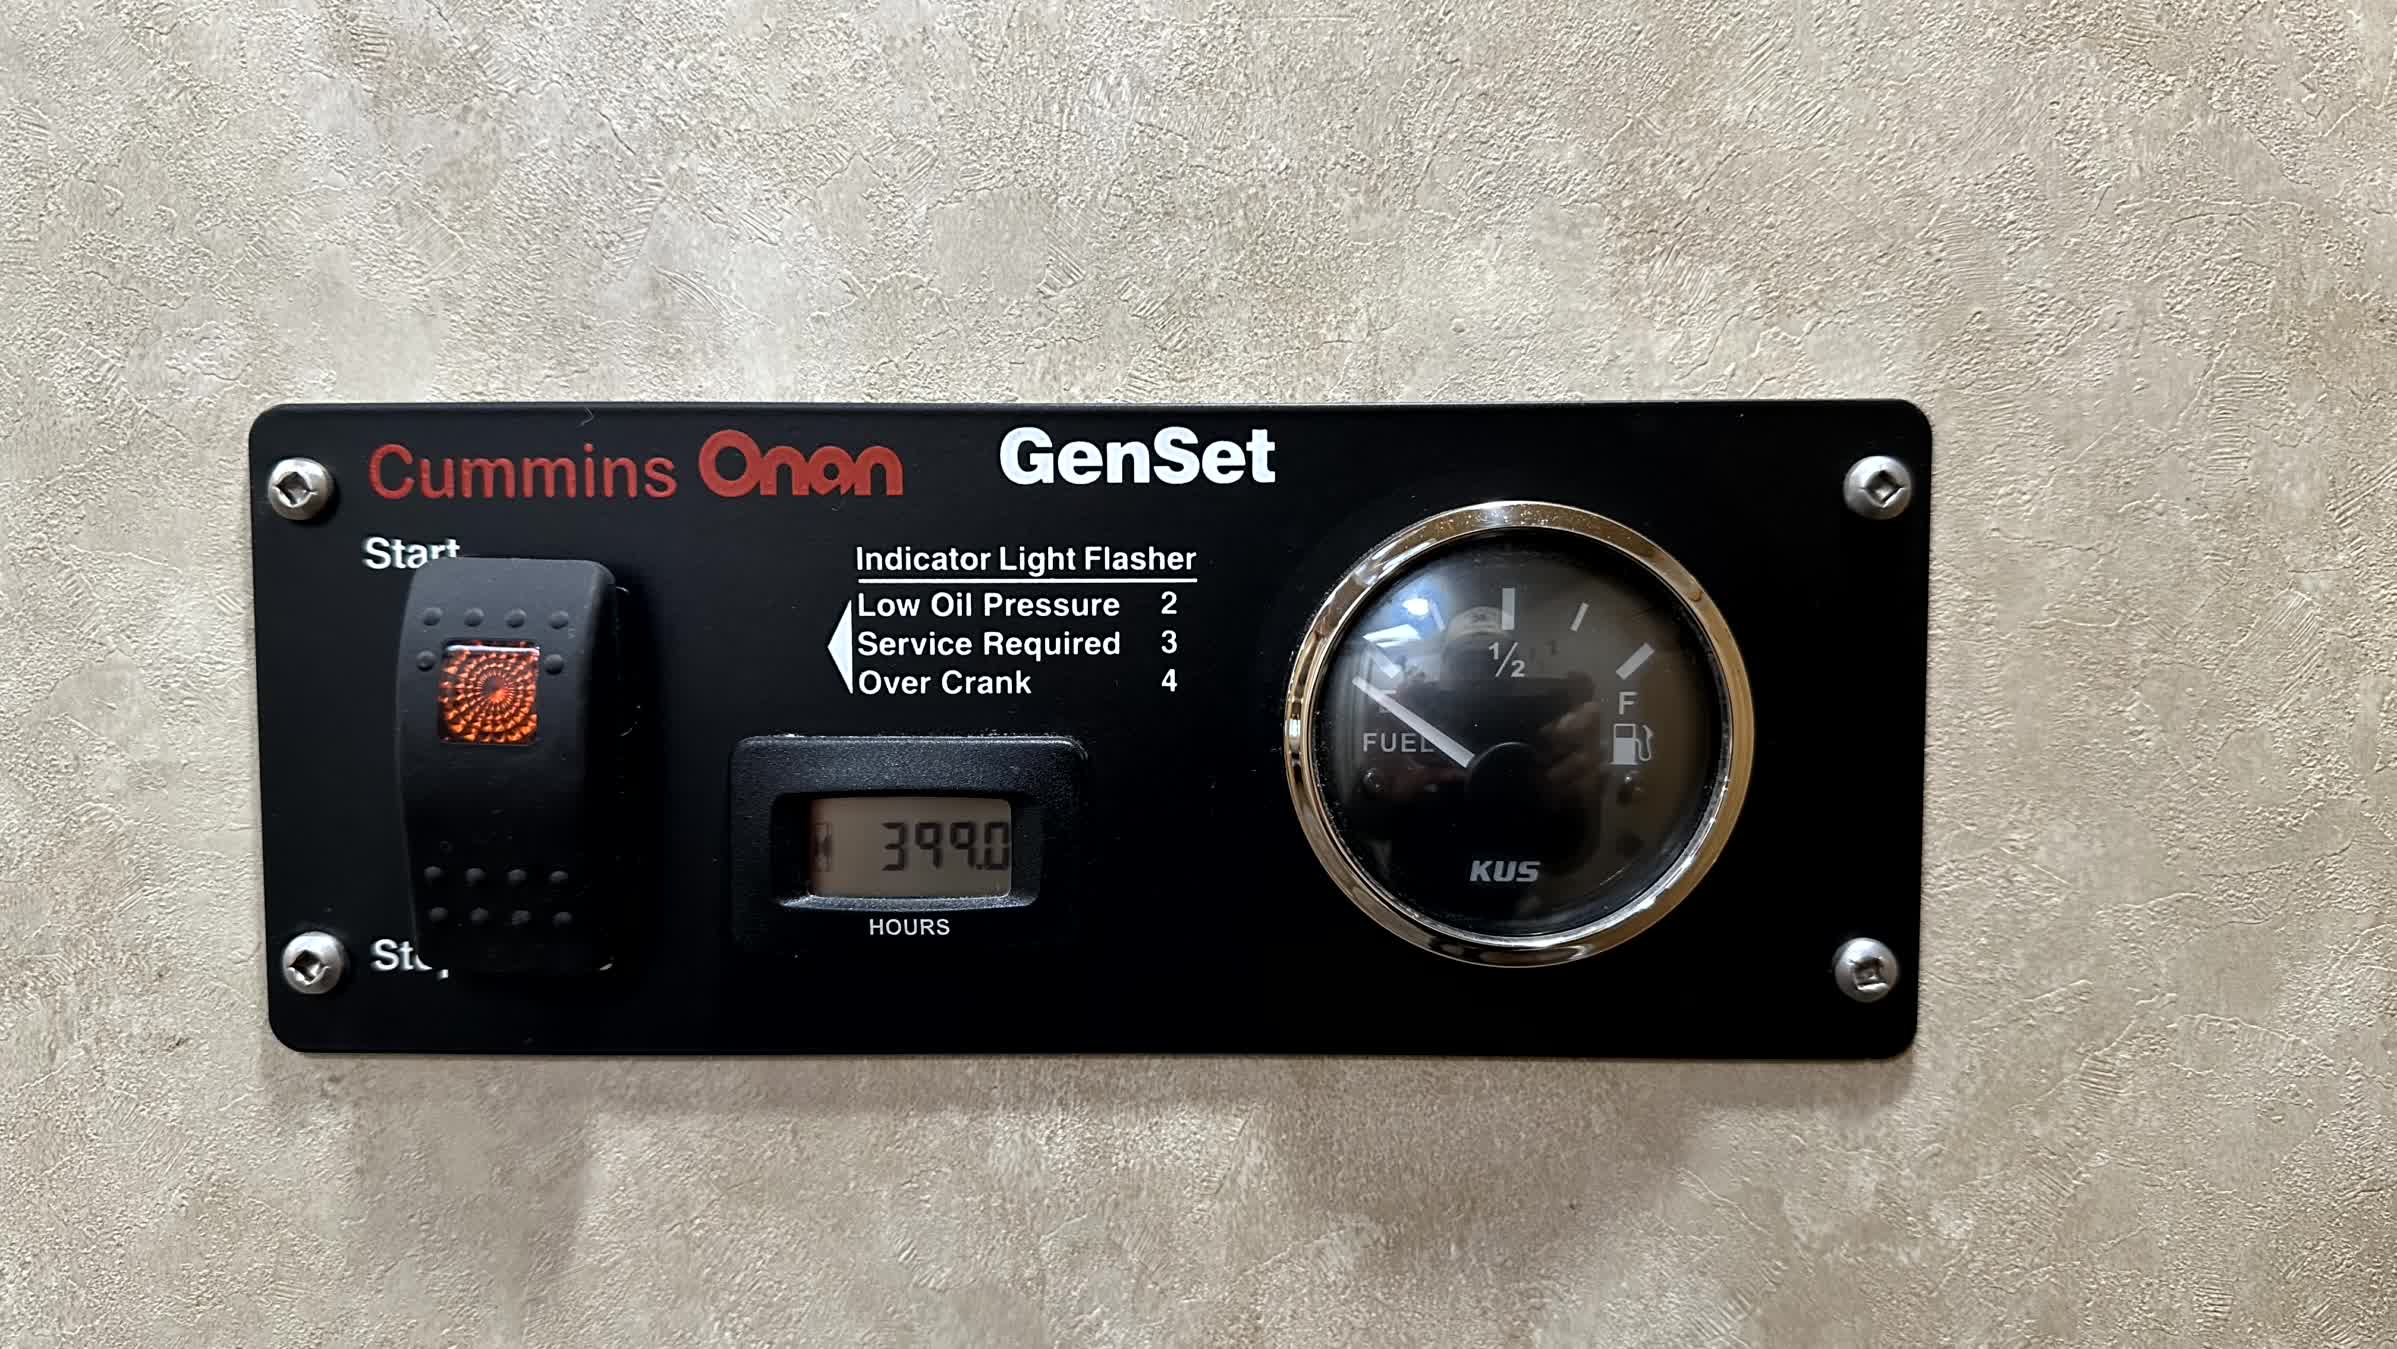 Cummins Onan GenSet
Start
Indicator Light Flasher
Low Oil Pressure 2
Service Required 3
Over Crank 4
399.0
HOURS
Stop
1/2
E
F
FUEL
KUS